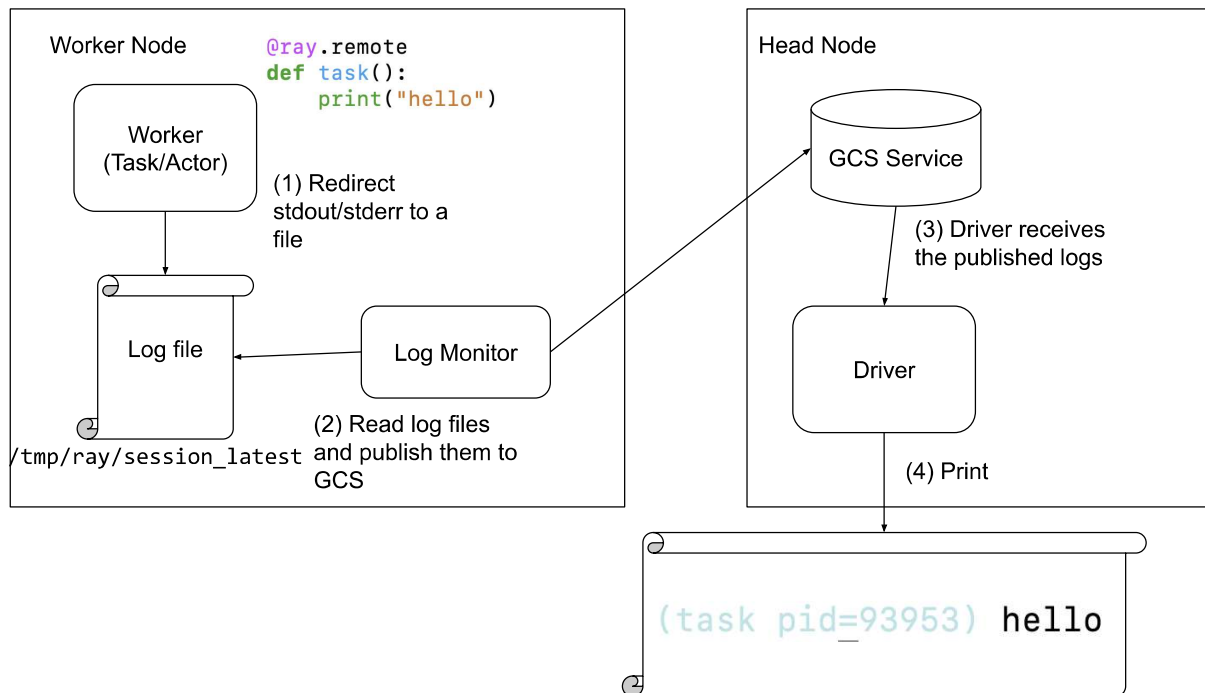 Worker Node
@ray.remote
def task():
    print("hello")
Worker
(Task/Actor)
(1) Redirect
stdout/stderr to a
file
Log file
Log Monitor
/tmp/ray/session_latest
(2) Read log files
and publish them to
GCS
Head Node
GCS Service
(3) Driver receives
the published logs
Driver
(4) Print
(task pid=93953) hello